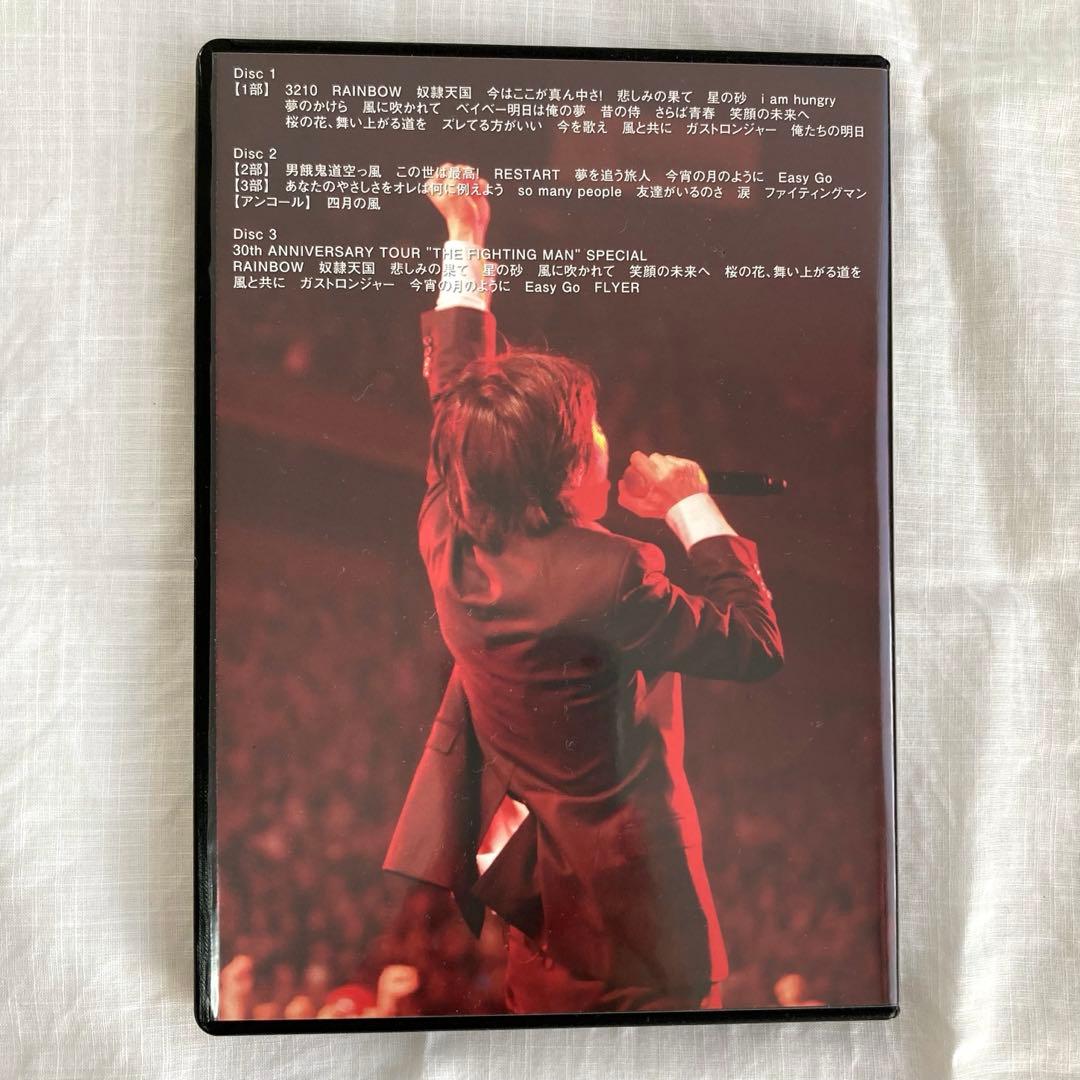 Disc 1
【1部】 3210 RAINBOW 奴隷天国 今はここが真ん中さ! 悲しみの果て 星の砂 i am hungry
夢のかけら 風に吹かれて ベイベー明日は俺の夢 昔の侍 さらば青春 笑顔の未来へ
桜の花、舞い上がる道を ズレてる方がいい 今を歌え 風と共に ガストロンジャー 俺たちの明日
Disc 2
【2部】 男餓鬼道空っ風 この世は最高! RESTART 夢を追う旅人 今宵の月のように Easy Go
【3部】 あなたのやさしさをオレは何に例えよう so many people 友達がいるのさ 涙 ファイティングマン
【アンコール】 四月の風
Disc 3
30th ANNIVERSARY TOUR "THE FIGHTING MAN" SPECIAL
RAINBOW 奴隷天国 悲しみの果て 星の砂 風に吹かれて 笑顔の未来へ 桜の花、舞い上がる道を
風と共に ガストロンジャー 今宵の月のように Easy Go FLYER